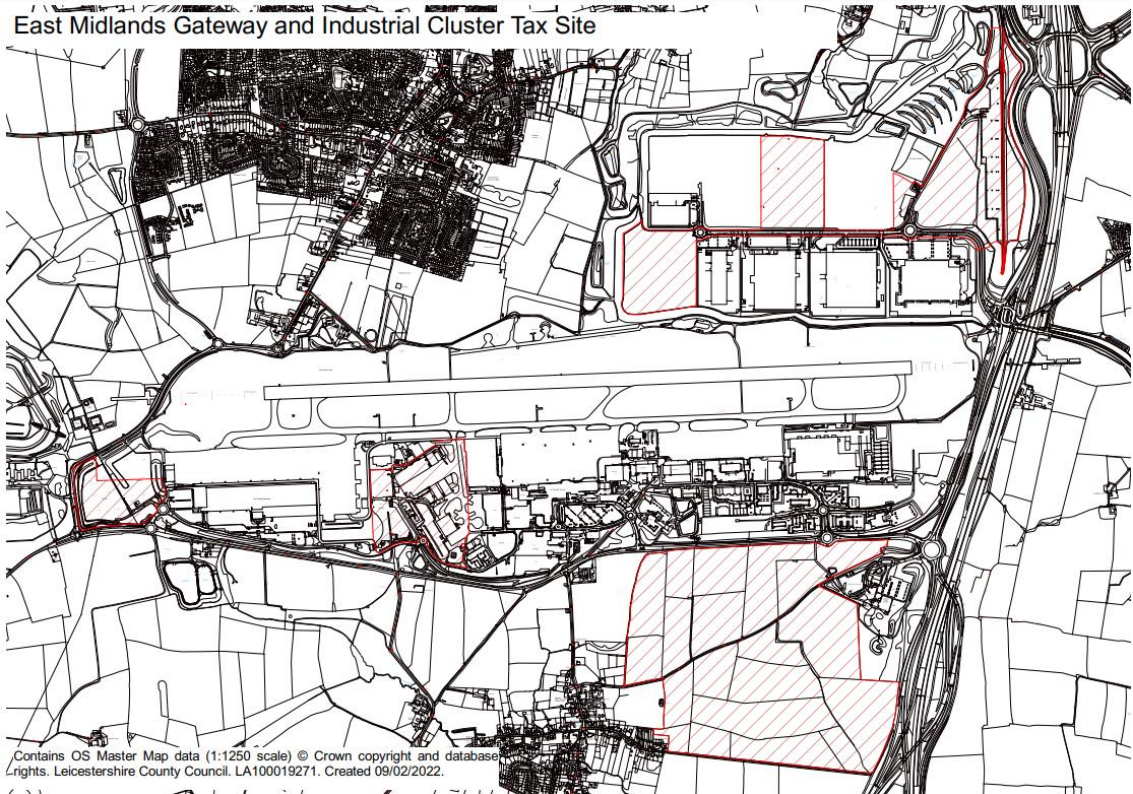 East Midlands Gateway and Industrial Cluster Tax Site
Contains OS Master Map data (1:1250 scale) © Crown copyright and database
rights. Leicestershire County Council. LA100019271. Created 09/02/2022.